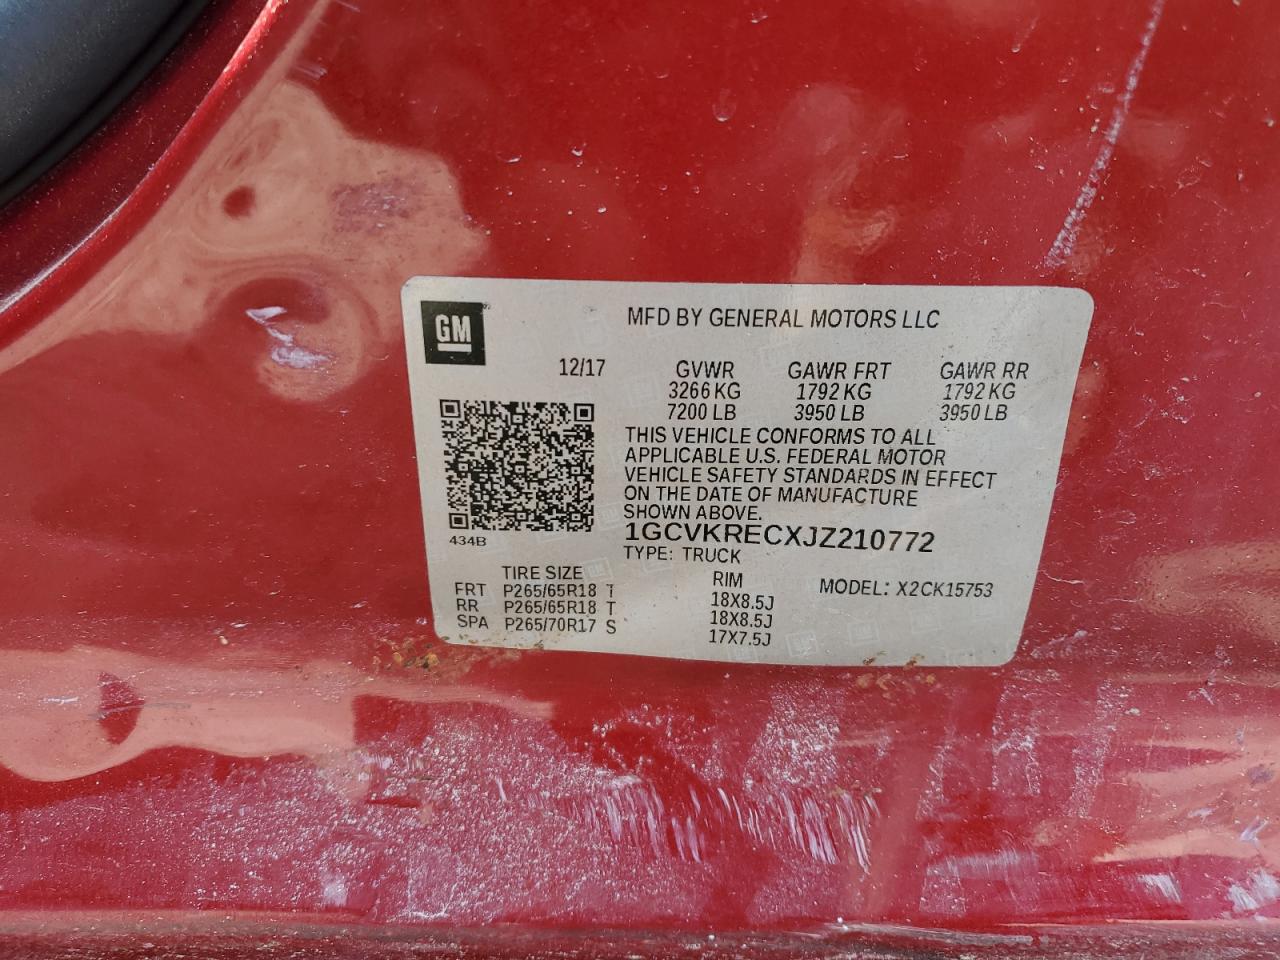 GM
MFD BY GENERAL MOTORS LLC
12/17 GVWR GAWR FRT GAWR RR
3266 KG 1792 KG 1792 KG
7200 LB 3950 LB 3950 LB
THIS VEHICLE CONFORMS TO ALL
APPLICABLE U.S. FEDERAL MOTOR
VEHICLE SAFETY STANDARDS IN EFFECT
ON THE DATE OF MANUFACTURE
SHOWN ABOVE.
434B
1GCVKRECXJZ210772
TYPE: TRUCK
TIRE SIZE RIM MODEL: X2CK15753
FRT P265/65R18 T 18X8.5J
RR P265/65R18 T 18X8.5J
SPA P265/70R17 S 17X7.5J